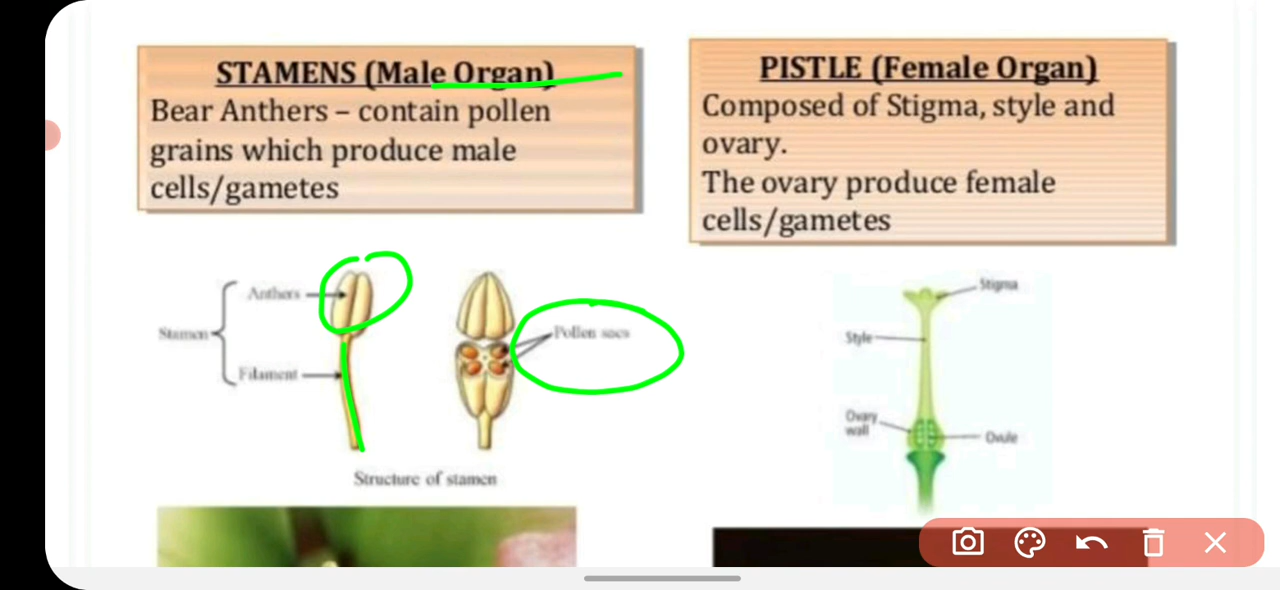 STAMENS (Male Organ)
Bear Anthers – contain pollen
grains which produce male
cells/gametes
PISTLE (Female Organ)
Composed of Stigma, style and
ovary.
The ovary produce female
cells/gametes
Anthers
Stamen
Filament
Pollen sacs
Structure of stamen
Stigma
Style
Ovary
wall
Ovule